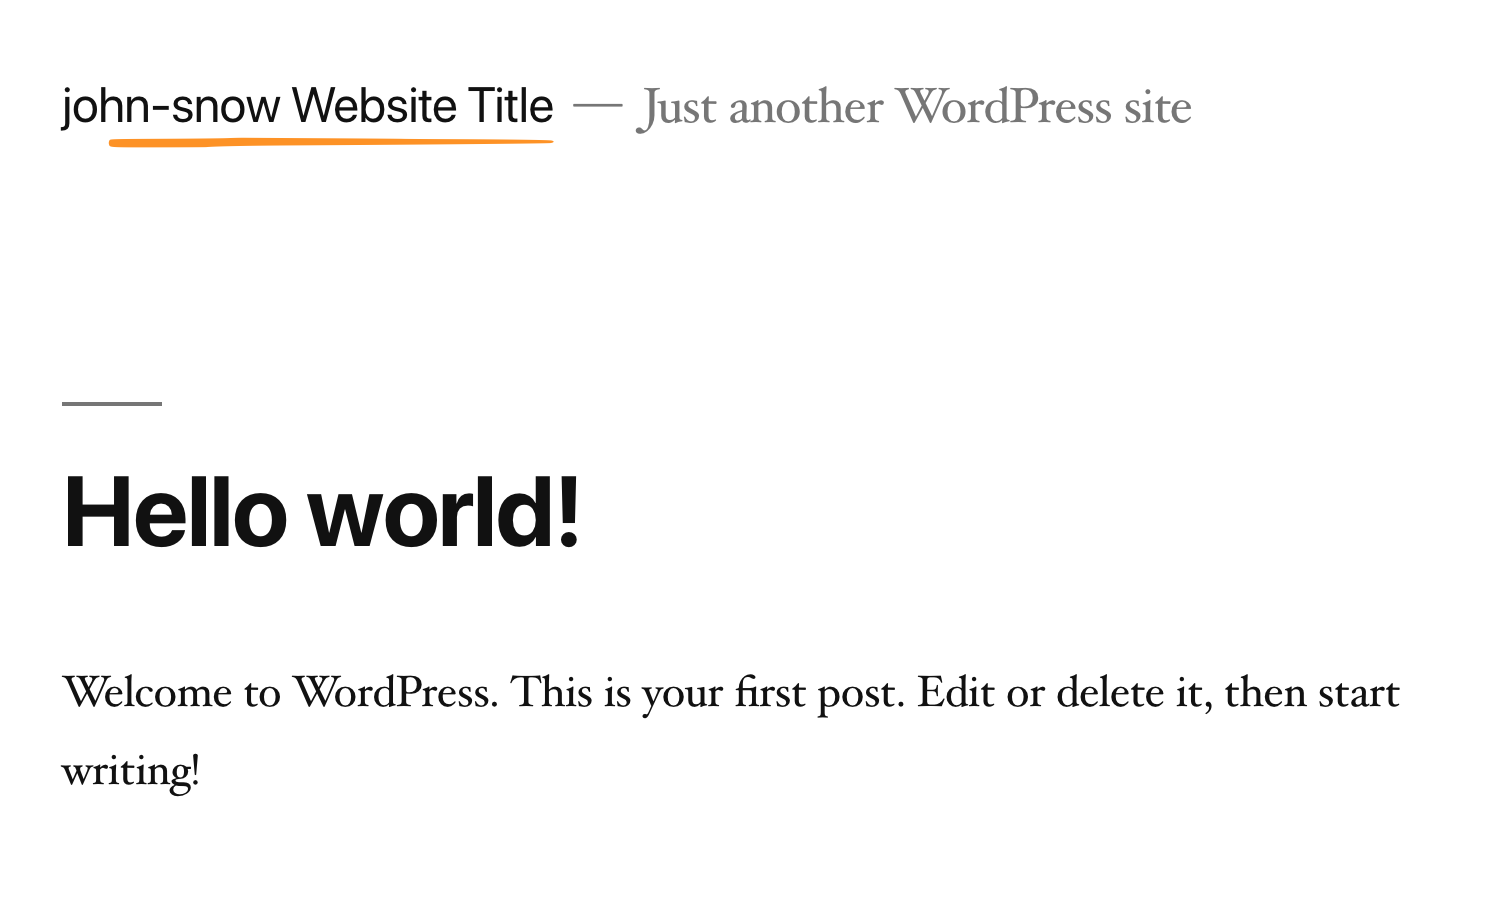 john-snow Website Title — Just another WordPress site
Hello world!
Welcome to WordPress. This is your first post. Edit or delete it, then start
writing!